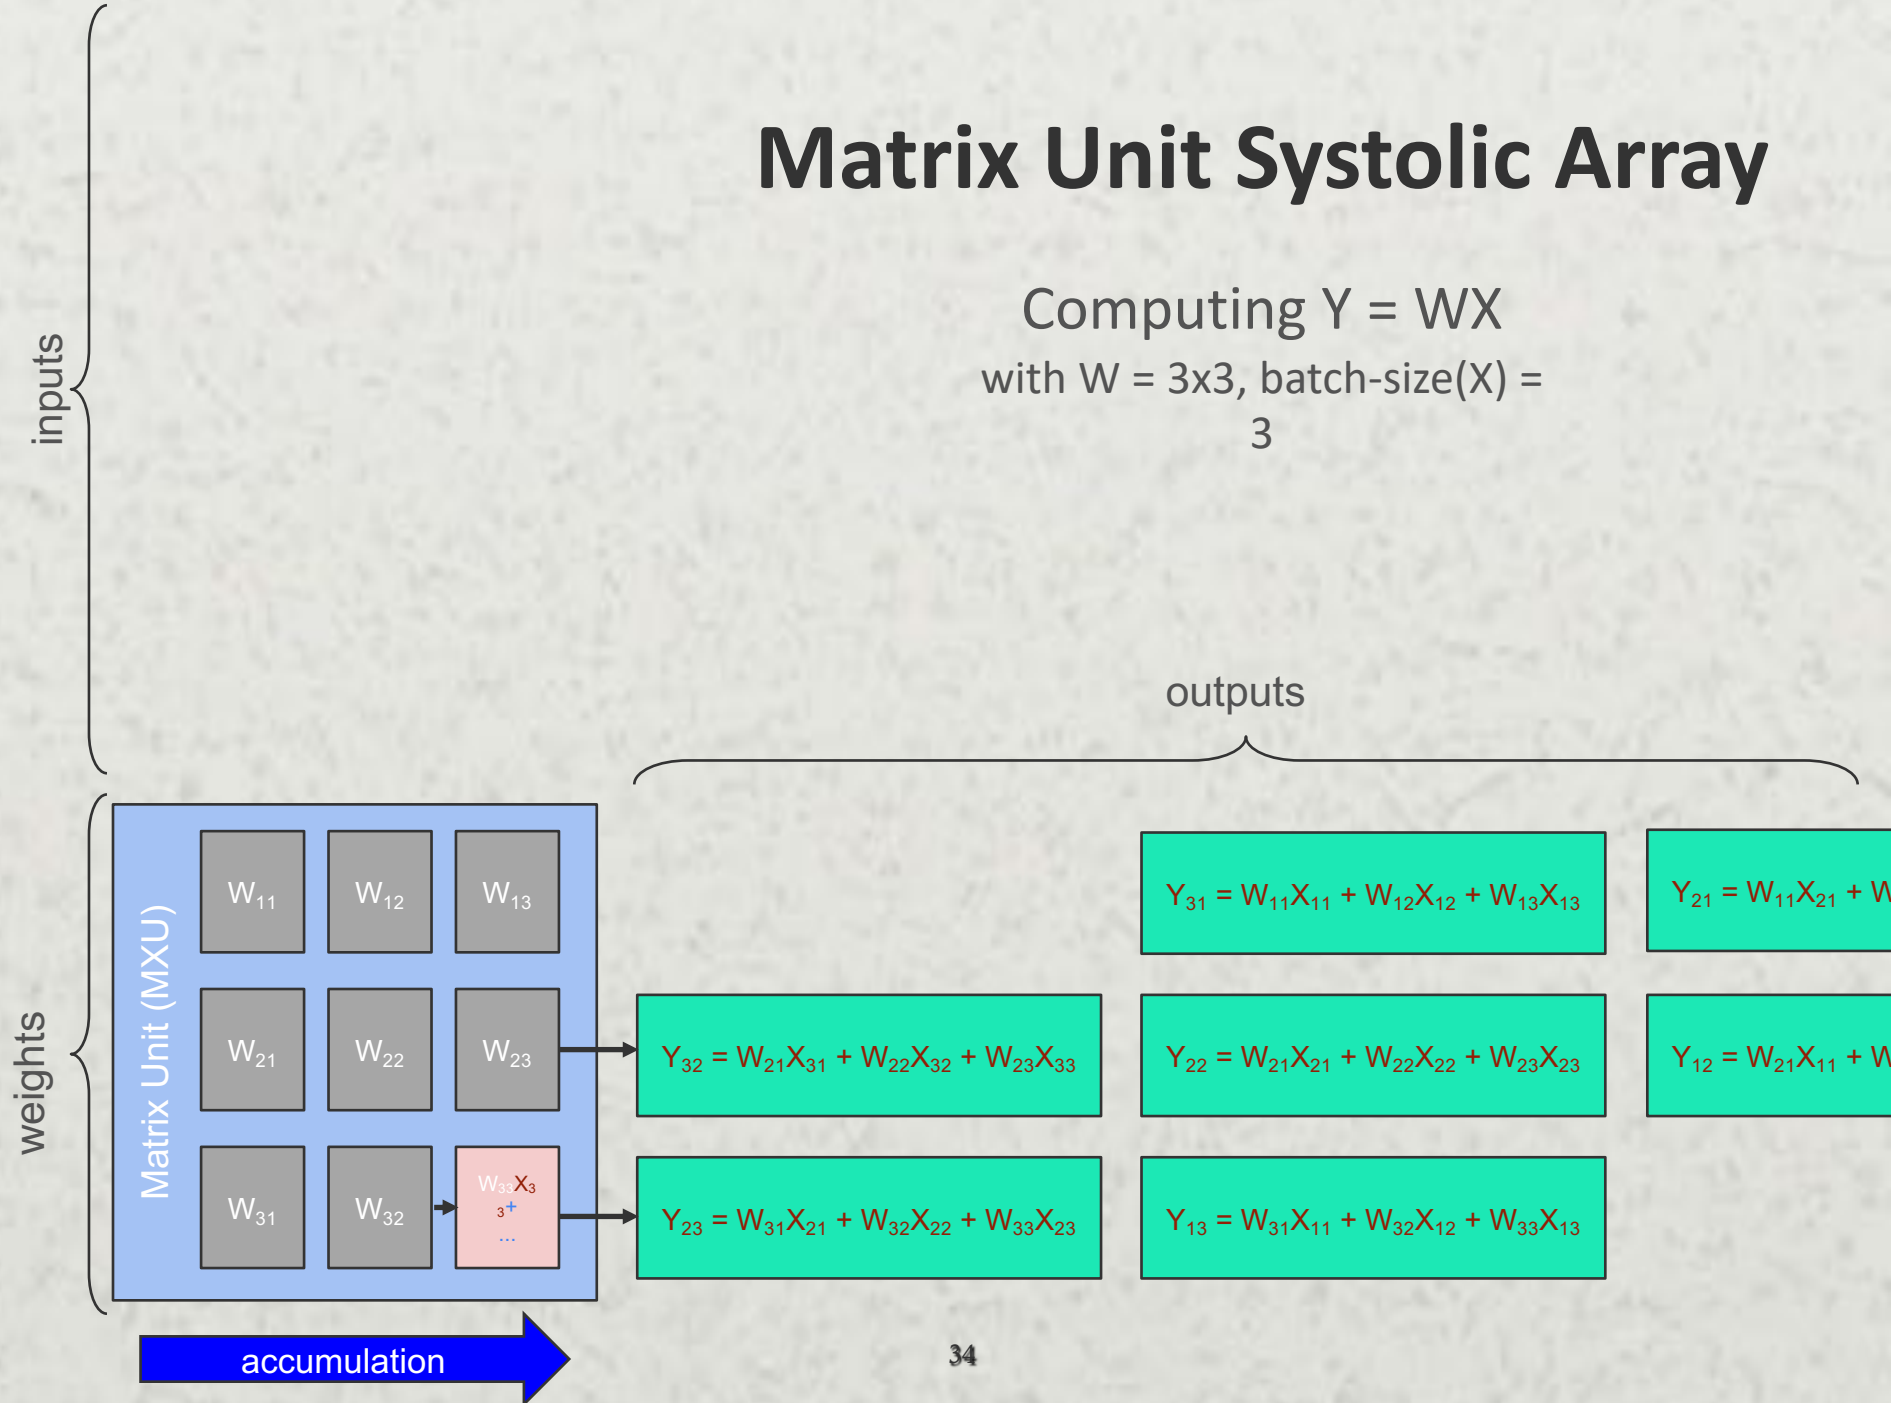 Matrix Unit Systolic Array
Computing Y = WX
with W = 3x3, batch-size(X) =
3
inputs
outputs
weights
Matrix Unit (MXU)
W11 W12 W13
Y31 = W11X11 + W12X12 + W13X13
Y21 = W11X21 + W
W21 W22 W23
Y32 = W21X31 + W22X32 + W23X33
Y22 = W21X21 + W22X22 + W23X23
Y12 = W21X11 + W
W31 W32
W33X3
3+
...
Y23 = W31X21 + W32X22 + W33X23
Y13 = W31X11 + W32X12 + W33X13
accumulation
34